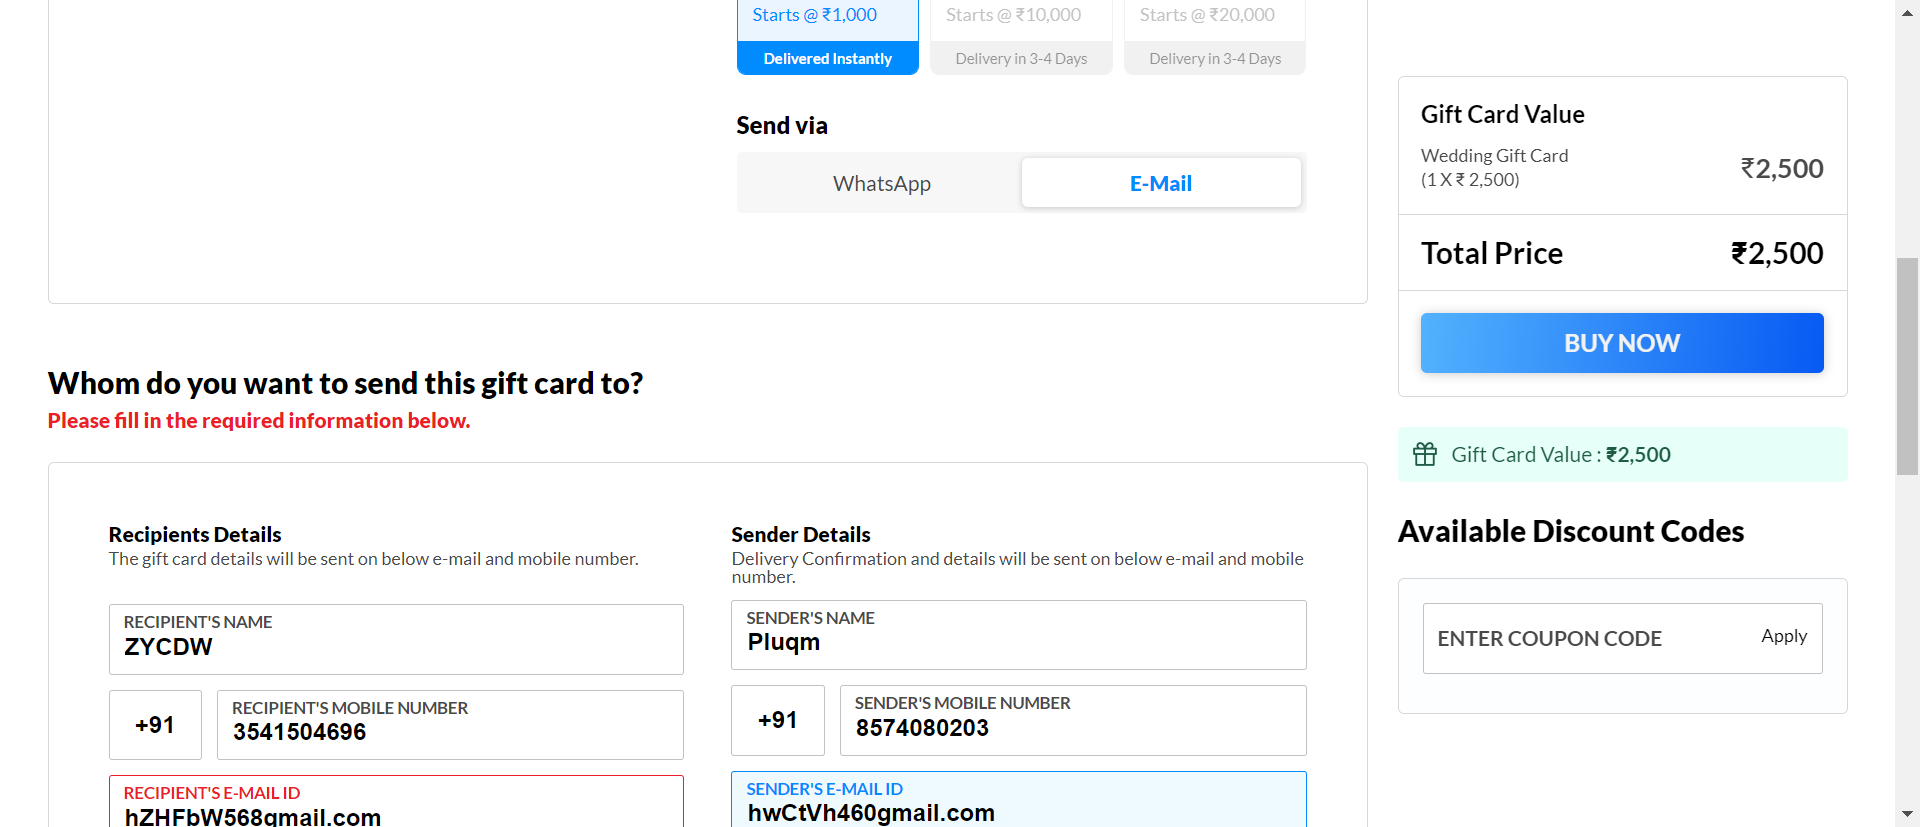 Starts @ ₹1,000
Delivered Instantly
Starts @ ₹10,000
Delivery in 3-4 Days
Starts @ ₹20,000
Delivery in 3-4 Days
Send via
WhatsApp
E-Mail
Whom do you want to send this gift card to?
Please fill in the required information below.
Recipients Details
The gift card details will be sent on below e-mail and mobile number.
RECIPIENT'S NAME
ZYCDW
+91
RECIPIENT'S MOBILE NUMBER
3541504696
RECIPIENT'S E-MAIL ID
hZHFbW568gmail.com
Sender Details
Delivery Confirmation and details will be sent on below e-mail and mobile
number.
SENDER'S NAME
Pluqm
+91
SENDER'S MOBILE NUMBER
8574080203
SENDER'S E-MAIL ID
hwCtVh460gmail.com
Gift Card Value
Wedding Gift Card
(1 X ₹ 2,500)
₹2,500
Total Price
₹2,500
BUY NOW
Gift Card Value : ₹2,500
Available Discount Codes
ENTER COUPON CODE
Apply